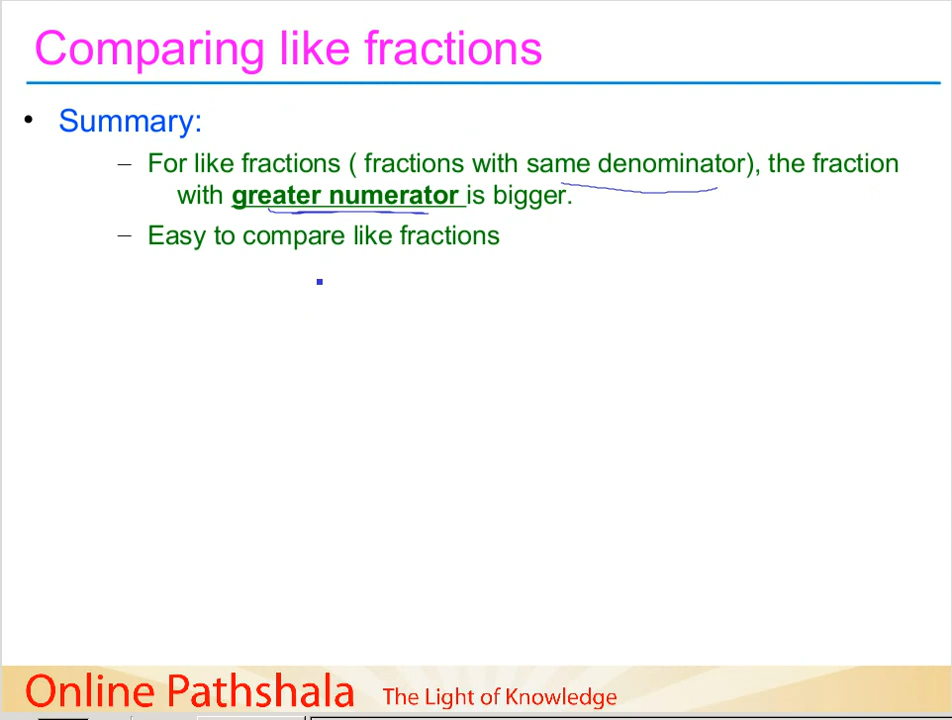 Comparing like fractions
• Summary:
– For like fractions ( fractions with same denominator), the fraction
with greater numerator is bigger.
– Easy to compare like fractions
Online Pathshala The Light of Knowledge